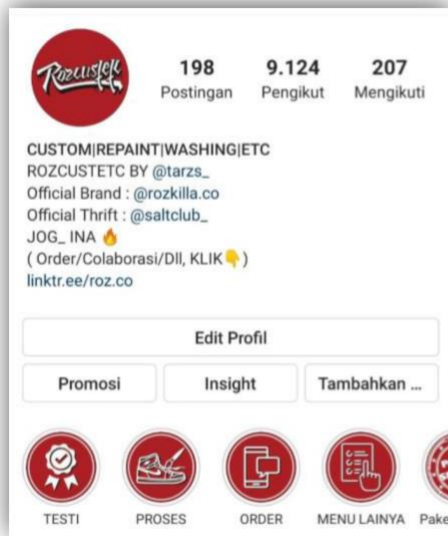 Rozcustetc
198 9.124 207
Postingan Pengikut Mengikuti
CUSTOM|REPAINT|WASHING|ETC
ROZCUSTETC BY @tarzs_
Official Brand : @rozkilla.co
Official Thrift : @saltclub_
JOG_ INA 🔥
( Order/Colaborasi/Dll, KLIK👇)
linktr.ee/roz.co
Edit Profil
Promosi Insight Tambahkan ...
TESTI PROSES ORDER MENU LAINYA Pake